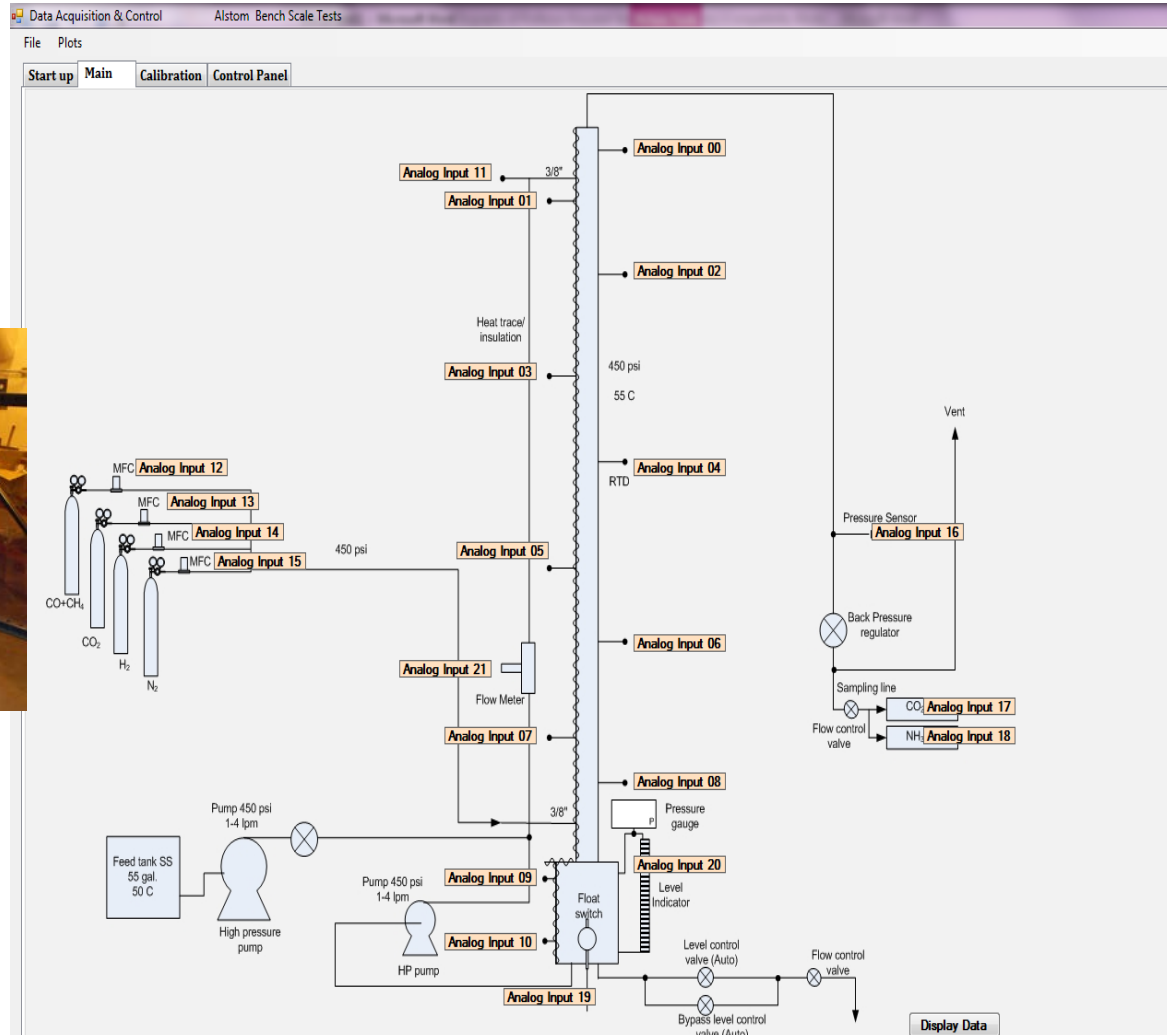 Data Acquisition & Control Alstom Bench Scale Tests
File Plots
Start up Main Calibration Control Panel
Analog Input 00
Analog Input 11
3/8"
Analog Input 01
Analog Input 02
Heat trace/
insulation
Analog Input 03
450 psi
55 C
Vent
MFC Analog Input 12
Analog Input 04
RTD
MFC Analog Input 13
MFC Analog Input 14
Pressure Sensor
Analog Input 16
MFC Analog Input 15
450 psi
Analog Input 05
CO+CH₄
CO₂
H₂
N₂
Back Pressure
regulator
Analog Input 06
Analog Input 21
Flow Meter
Sampling line
CO₂ Analog Input 17
Flow control
valve
NH₃ Analog Input 18
Analog Input 07
Analog Input 08
3/8"
Pressure
gauge
P
Pump 450 psi
1-4 lpm
Feed tank SS
55 gal.
50 C
High pressure
pump
Pump 450 psi
1-4 lpm
HP pump
Analog Input 09
Analog Input 20
Level
Indicator
Float
switch
Analog Input 10
Level control
valve (Auto)
Flow control
valve
Analog Input 19
Bypass level control
valve (Auto)
Display Data